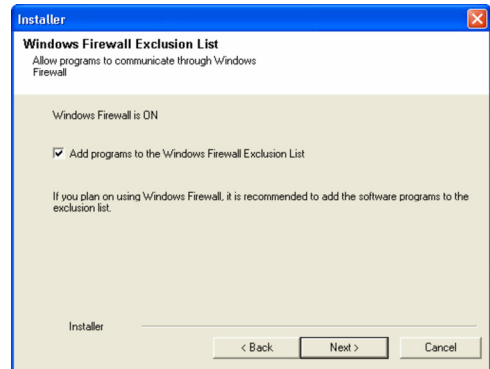 Installer
Windows Firewall Exclusion List
Allow programs to communicate through Windows
Firewall
Windows Firewall is ON
Add programs to the Windows Firewall Exclusion List
If you plan on using Windows Firewall, it is recommended to add the software programs to the
exclusion list.
Installer
< Back
Next >
Cancel